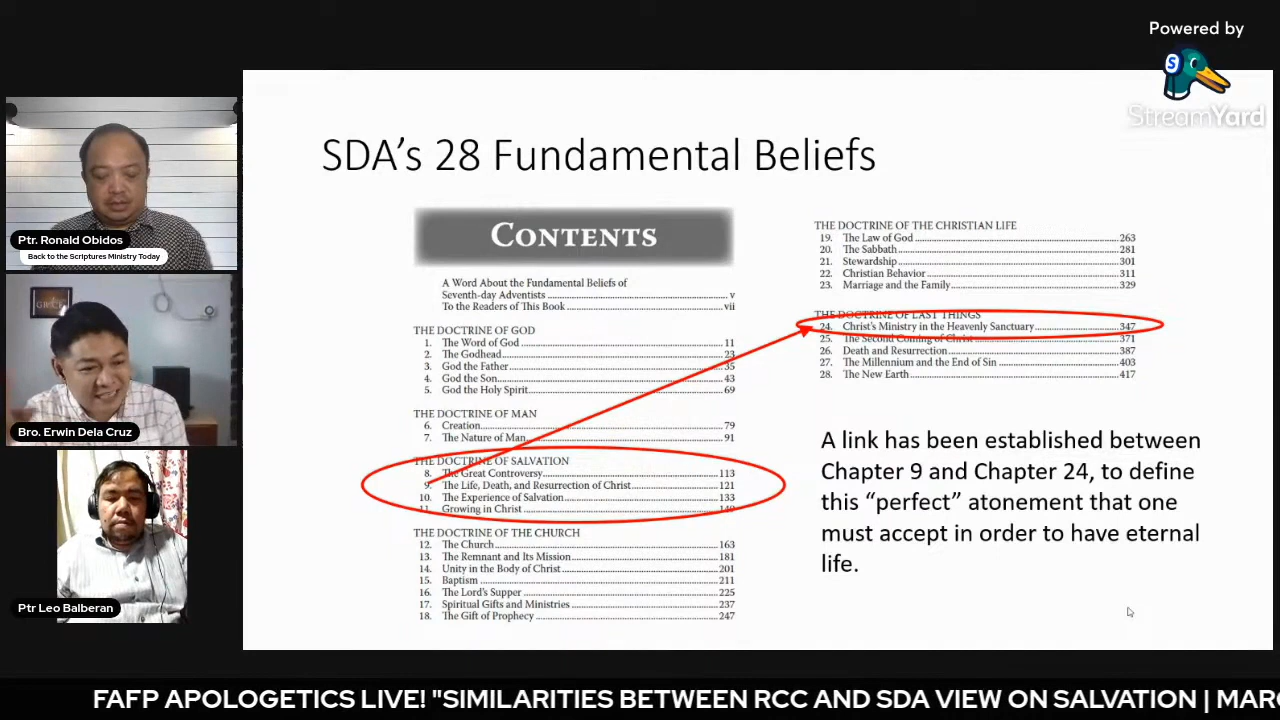 Powered by
S
StreamYard
Ptr. Ronald Obidos
Back to the Scriptures Ministry Today
Bro. Erwin Dela Cruz
Ptr Leo Balberan
SDA’s 28 Fundamental Beliefs
CONTENTS
A Word About the Fundamental Beliefs of
Seventh-day Adventists ........ v
To the Readers of This Book ........ vii
THE DOCTRINE OF GOD
1. The Word of God ........ 11
2. The Godhead ........ 23
3. God the Father ........ 35
4. God the Son ........ 43
5. God the Holy Spirit ........ 69
THE DOCTRINE OF MAN
6. Creation ........ 79
7. The Nature of Man ........ 91
THE DOCTRINE OF SALVATION
8. The Great Controversy ........ 113
9. The Life, Death, and Resurrection of Christ ........ 121
10. The Experience of Salvation ........ 133
11. Growing in Christ ........ 149
THE DOCTRINE OF THE CHURCH
12. The Church ........ 163
13. The Remnant and Its Mission ........ 181
14. Unity in the Body of Christ ........ 201
15. Baptism ........ 211
16. The Lord’s Supper ........ 225
17. Spiritual Gifts and Ministries ........ 237
18. The Gift of Prophecy ........ 247
THE DOCTRINE OF THE CHRISTIAN LIFE
19. The Law of God ........ 263
20. The Sabbath ........ 281
21. Stewardship ........ 301
22. Christian Behavior ........ 311
23. Marriage and the Family ........ 329
THE DOCTRINE OF LAST THINGS
24. Christ’s Ministry in the Heavenly Sanctuary ........ 347
25. The Second Coming of Christ ........ 371
26. Death and Resurrection ........ 387
27. The Millennium and the End of Sin ........ 403
28. The New Earth ........ 417
A link has been established between
Chapter 9 and Chapter 24, to define
this “perfect” atonement that one
must accept in order to have eternal
life.
FAFP APOLOGETICS LIVE! "SIMILARITIES BETWEEN RCC AND SDA VIEW ON SALVATION | MARC